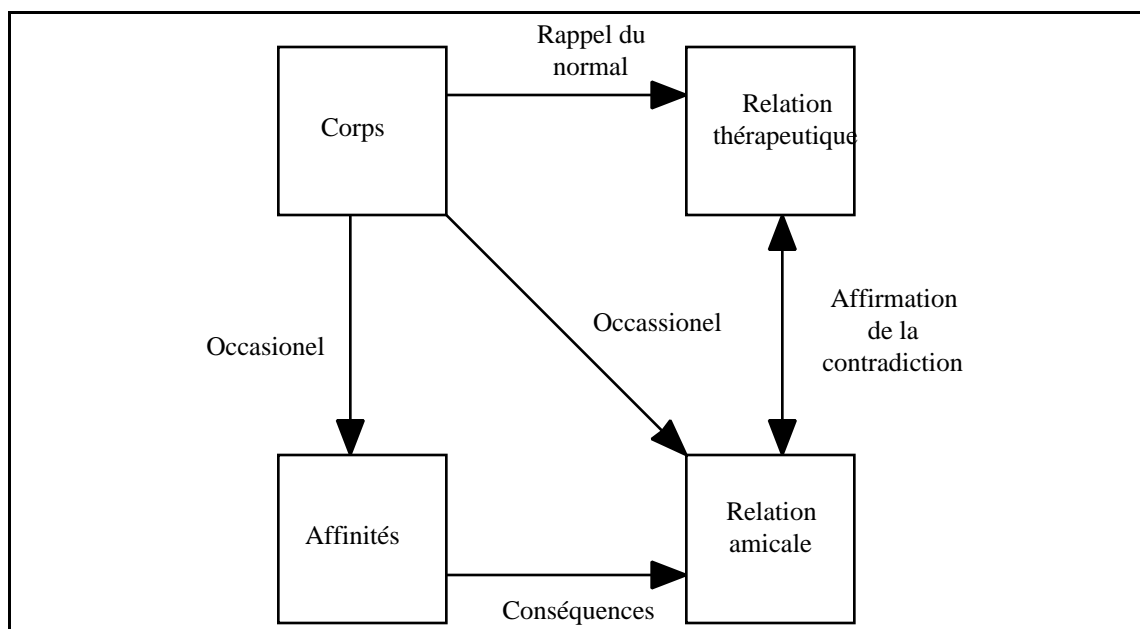 Rappel du
normal
Corps
Relation
thérapeutique
Occasionel
Occassionel
Affirmation
de la
contradiction
Affinités
Relation
amicale
Conséquences